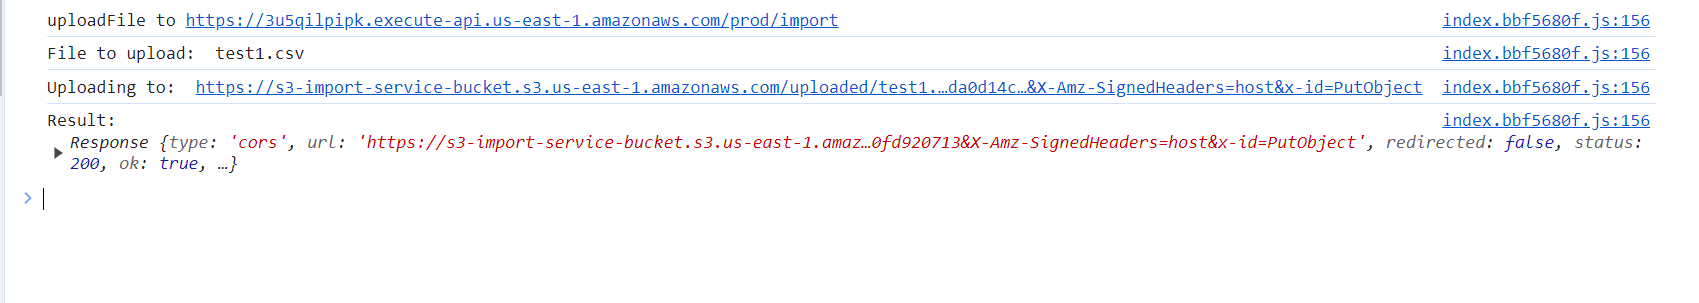 uploadFile to https://3u5qilpipk.execute-api.us-east-1.amazonaws.com/prod/import index.bbf5680f.js:156
File to upload: test1.csv index.bbf5680f.js:156
Uploading to: https://s3-import-service-bucket.s3.us-east-1.amazonaws.com/uploaded/test1.…da0d14c…&X-Amz-SignedHeaders=host&x-id=PutObject index.bbf5680f.js:156
Result: index.bbf5680f.js:156
Response {type: 'cors', url: 'https://s3-import-service-bucket.s3.us-east-1.amaz…0fd920713&X-Amz-SignedHeaders=host&x-id=PutObject', redirected: false, status:
200, ok: true, …}